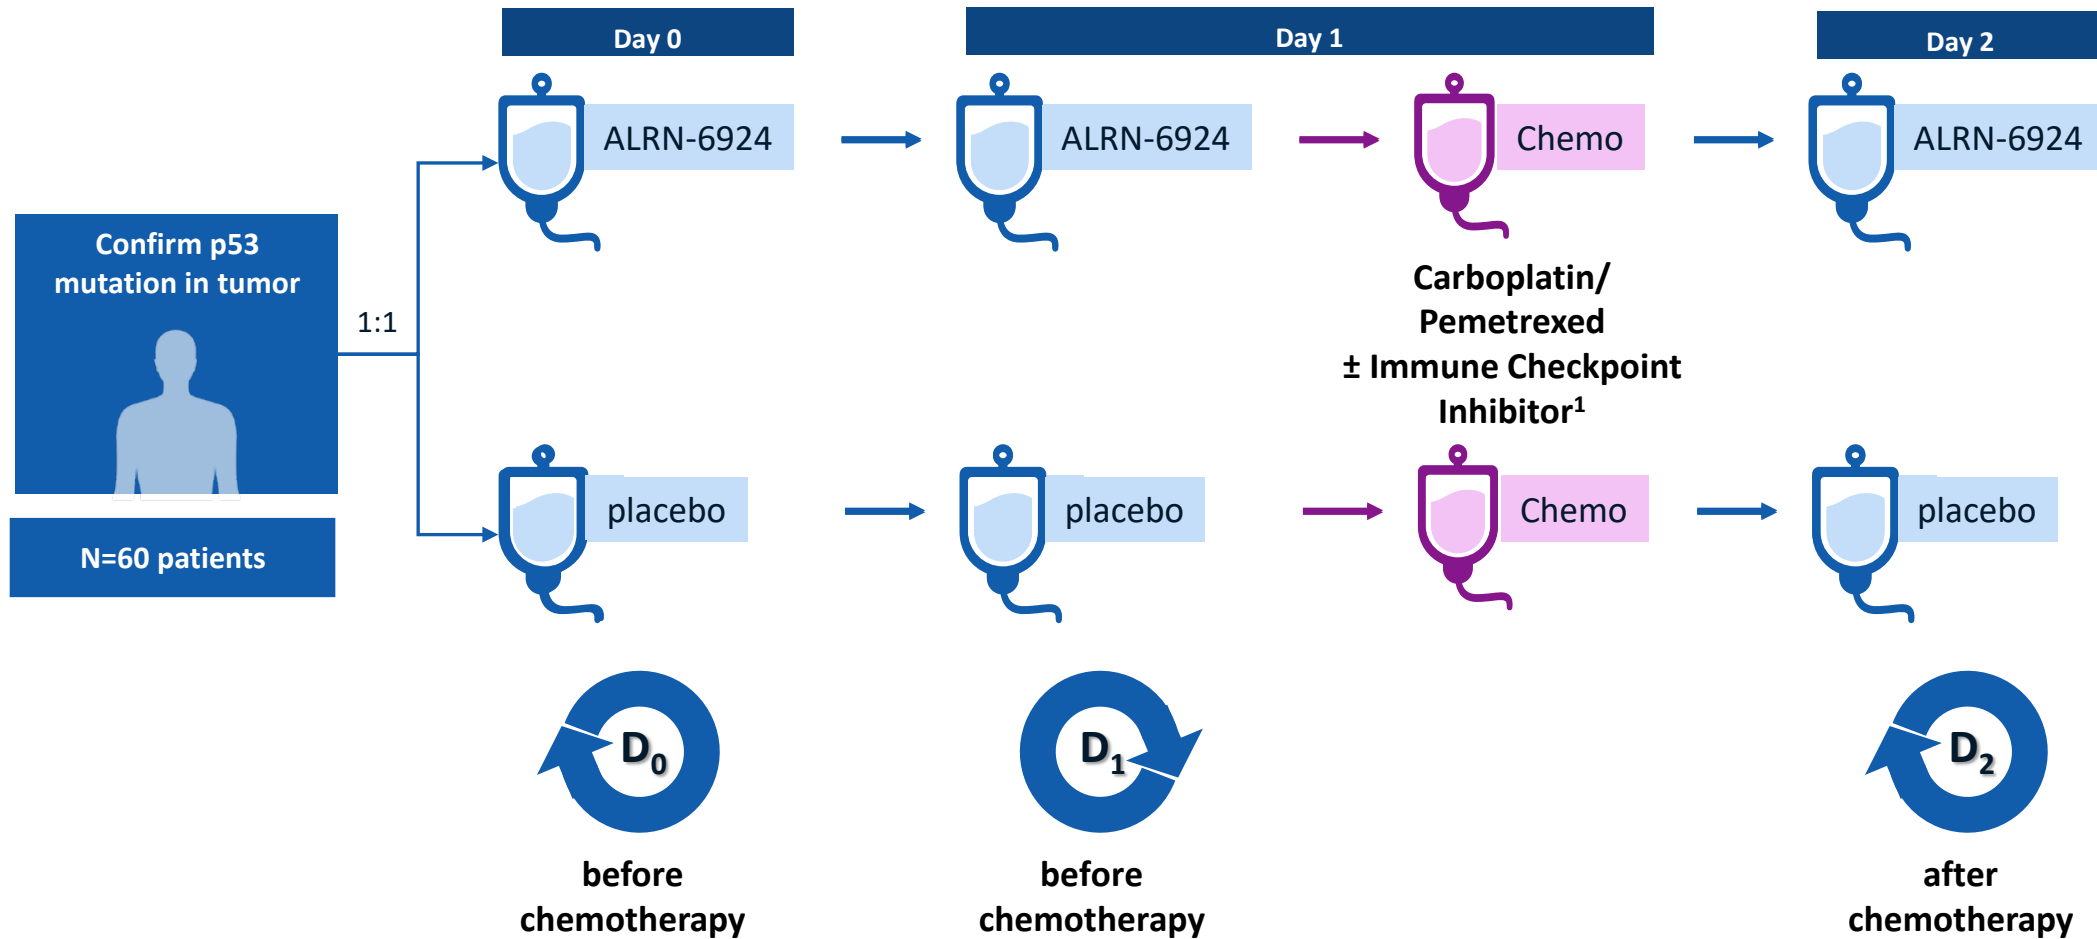 Day 0
Day 1
Day 2
ALRN-6924
ALRN-6924
Chemo
ALRN-6924
Confirm p53
mutation in tumor
1:1
Carboplatin/
Pemetrexed
± Immune Checkpoint
Inhibitor¹
placebo
placebo
Chemo
placebo
N=60 patients
D₀
D₁
D₂
before
chemotherapy
before
chemotherapy
after
chemotherapy